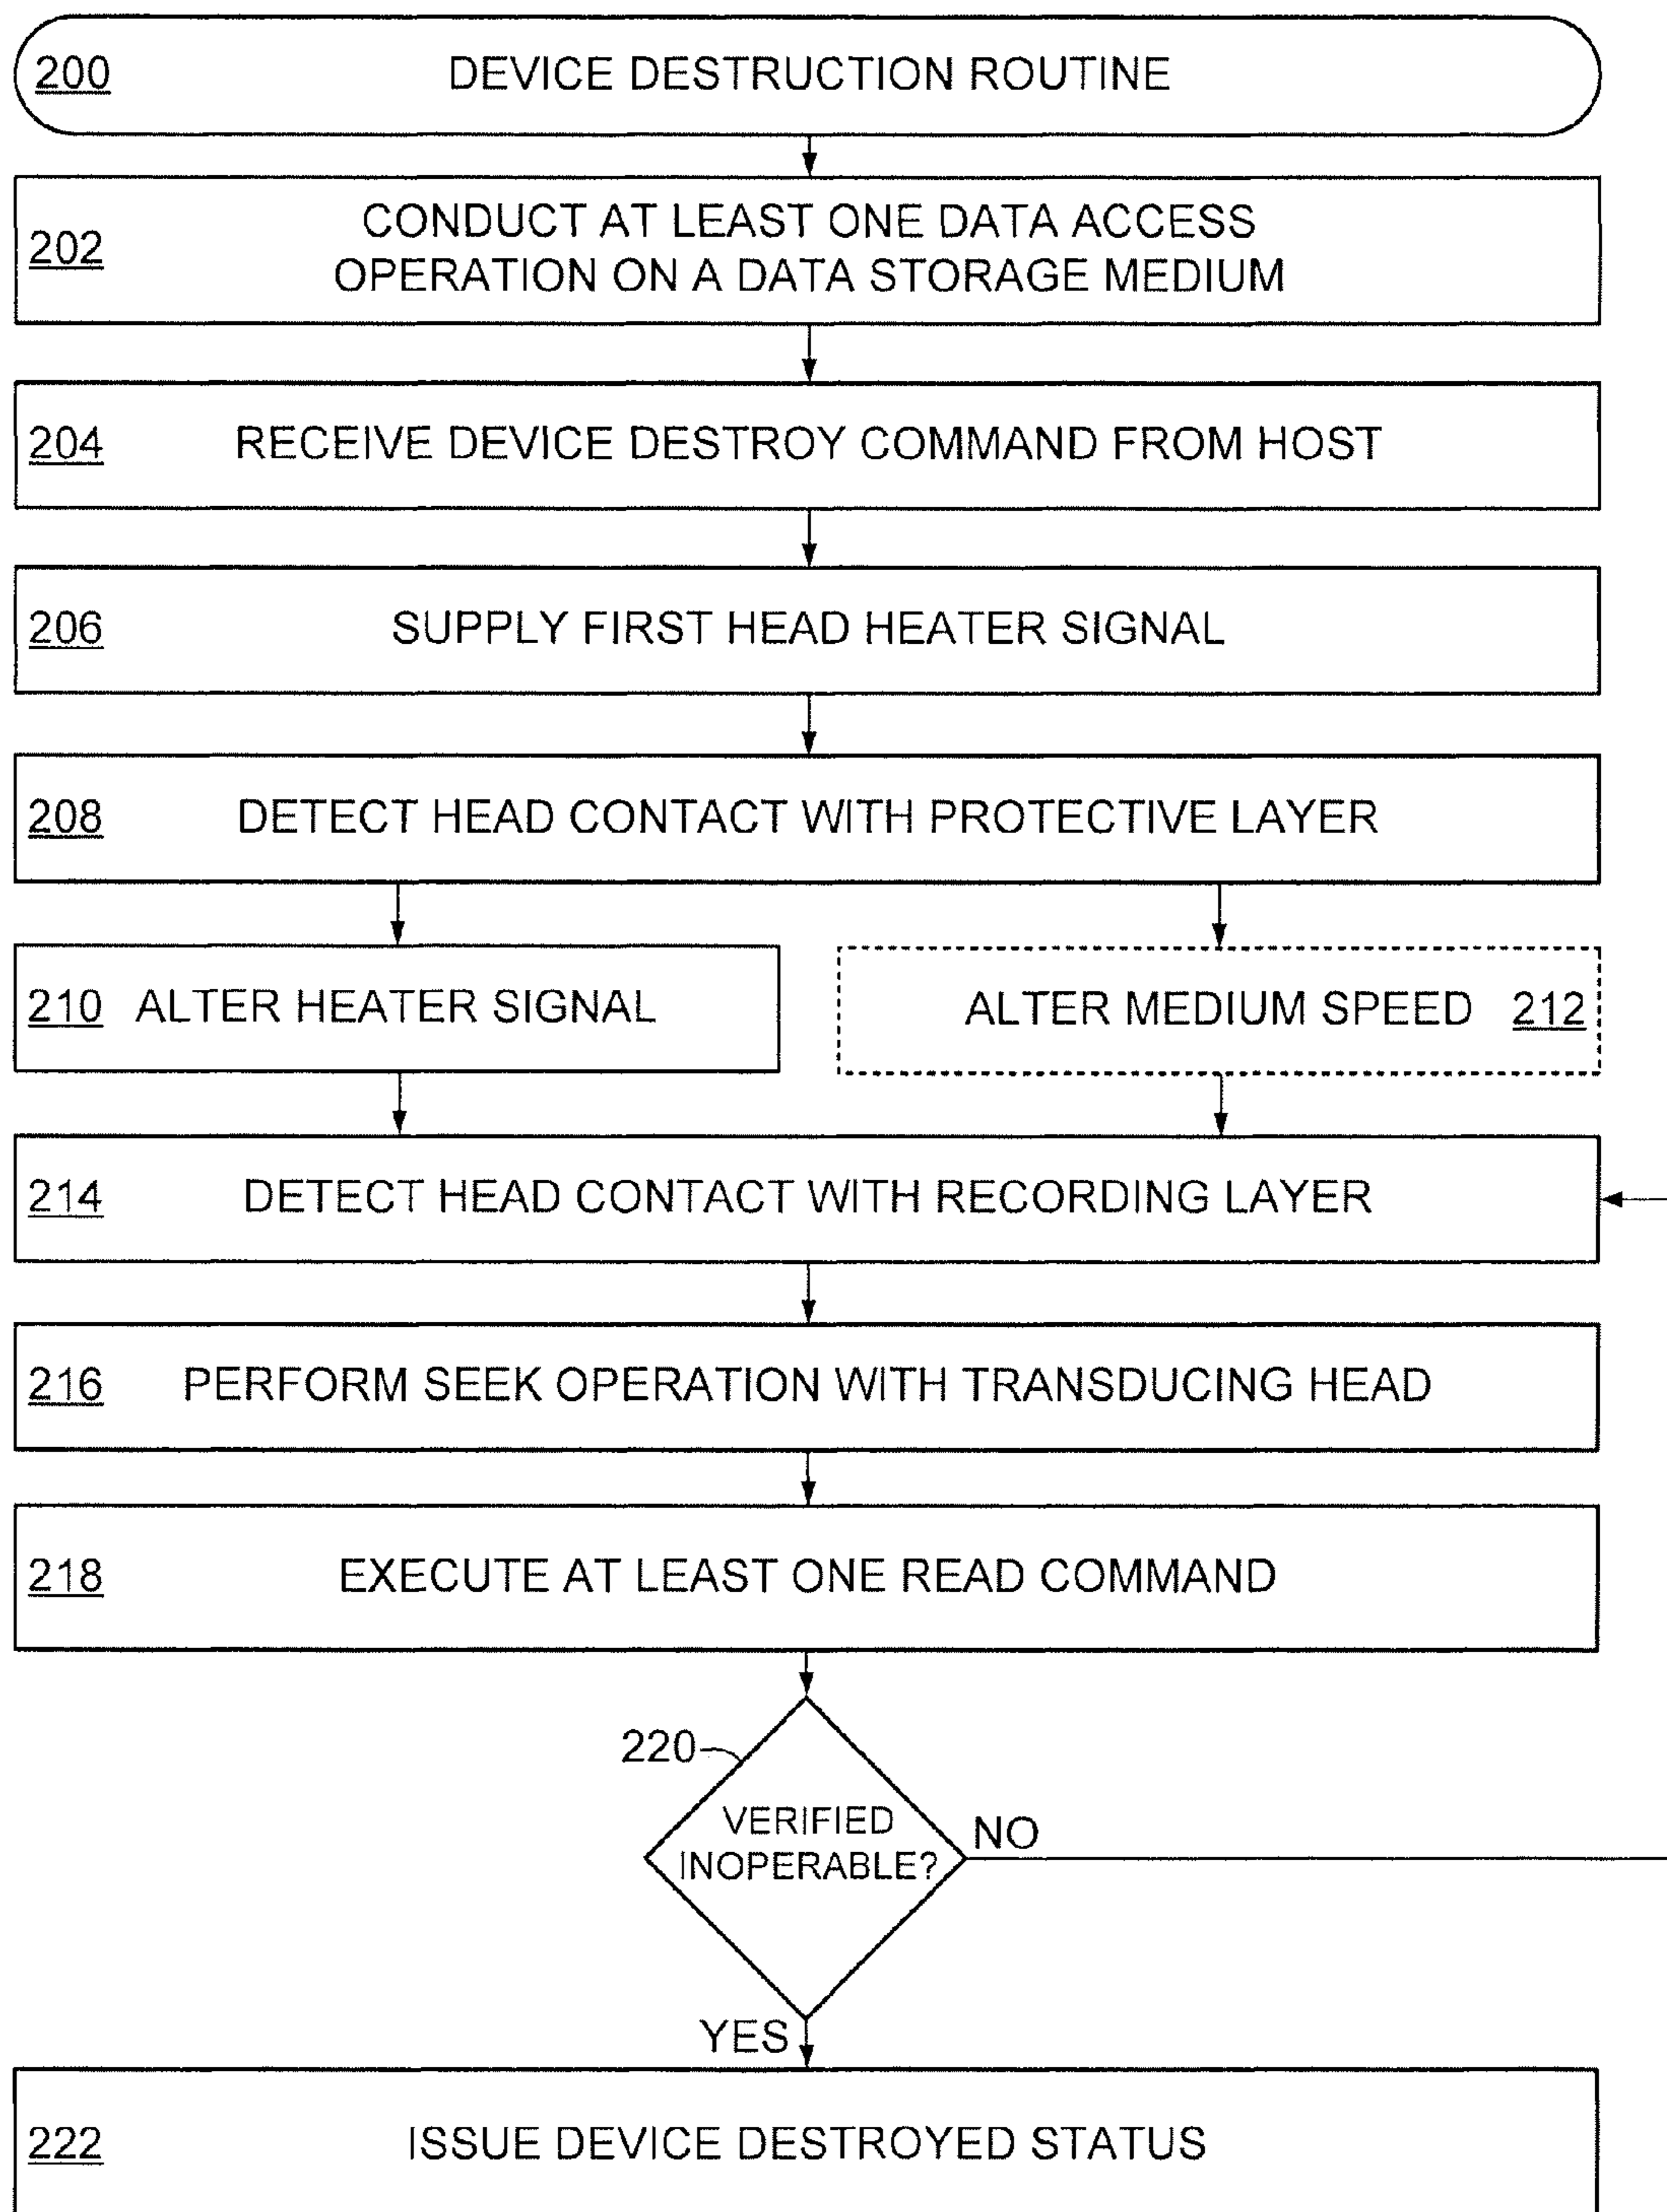 200 DEVICE DESTRUCTION ROUTINE
CONDUCT AT LEAST ONE DATA ACCESS
202
OPERATION ON A DATA STORAGE MEDIUM
204 RECEIVE DEVICE DESTROY COMMAND FROM HOST
206 SUPPLY FIRST HEAD HEATER SIGNAL
208 DETECT HEAD CONTACT WITH PROTECTIVE LAYER
210 ALTER HEATER SIGNAL
ALTER MEDIUM SPEED 212
214 DETECT HEAD CONTACT WITH RECORDING LAYER
216 PERFORM SEEK OPERATION WITH TRANSDUCING HEAD
218 EXECUTE AT LEAST ONE READ COMMAND
220
VERIFIED
INOPERABLE?
NO
YES
222 ISSUE DEVICE DESTROYED STATUS